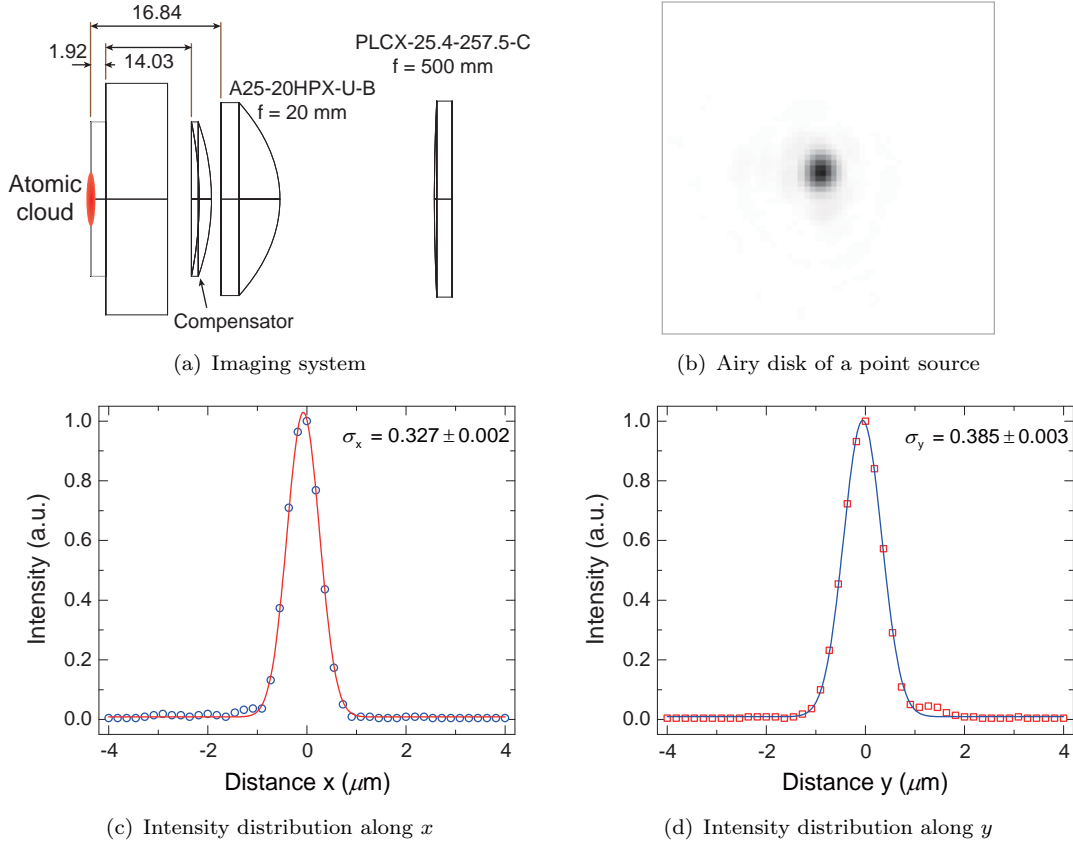 16.84
1.92
14.03
PLCX-25.4-257.5-C
f = 500 mm
A25-20HPX-U-B
f = 20 mm
Atomic
cloud
Compensator
(a) Imaging system
(b) Airy disk of a point source
σx = 0.327 ± 0.002
1.0
0.8
0.6
0.4
0.2
0.0
Intensity (a.u.)
-4
-2
0
2
4
Distance x (μm)
(c) Intensity distribution along x
σy = 0.385 ± 0.003
1.0
0.8
0.6
0.4
0.2
0.0
Intensity (a.u.)
-4
-2
0
2
4
Distance y (μm)
(d) Intensity distribution along y